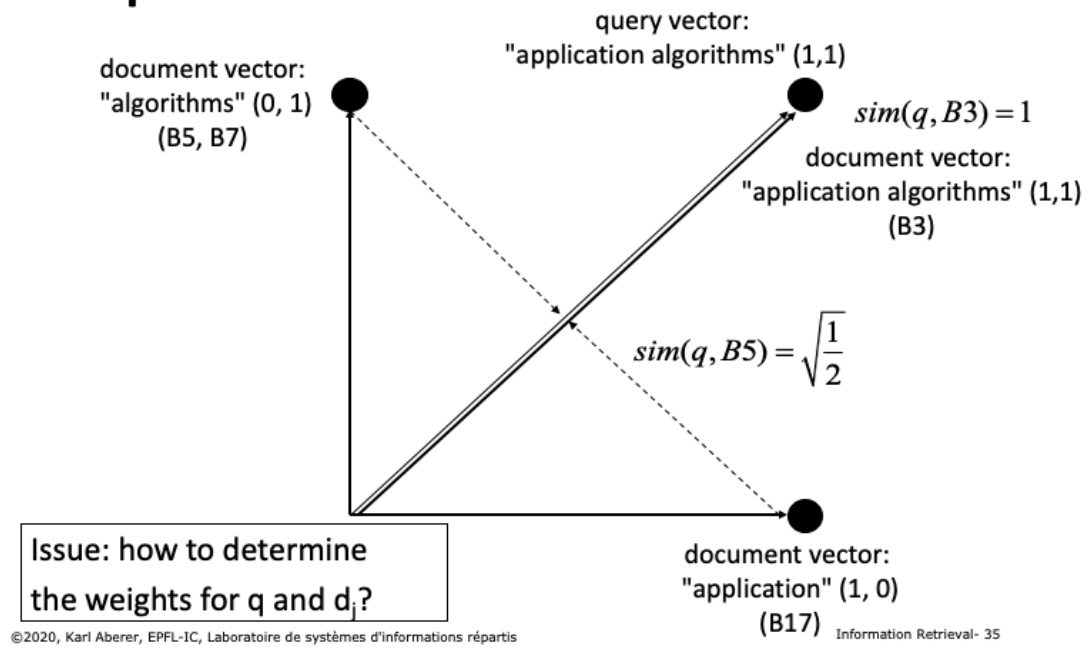 query vector:
"application algorithms" (1,1)
document vector:
"algorithms" (0, 1)
(B5, B7)
sim(q, B3) = 1
document vector:
"application algorithms" (1,1)
(B3)
sim(q, B5) = √(1/2)
Issue: how to determine
the weights for q and dj?
document vector:
"application" (1, 0)
(B17)
©2020, Karl Aberer, EPFL-IC, Laboratoire de systèmes d'informations répartis
Information Retrieval- 35